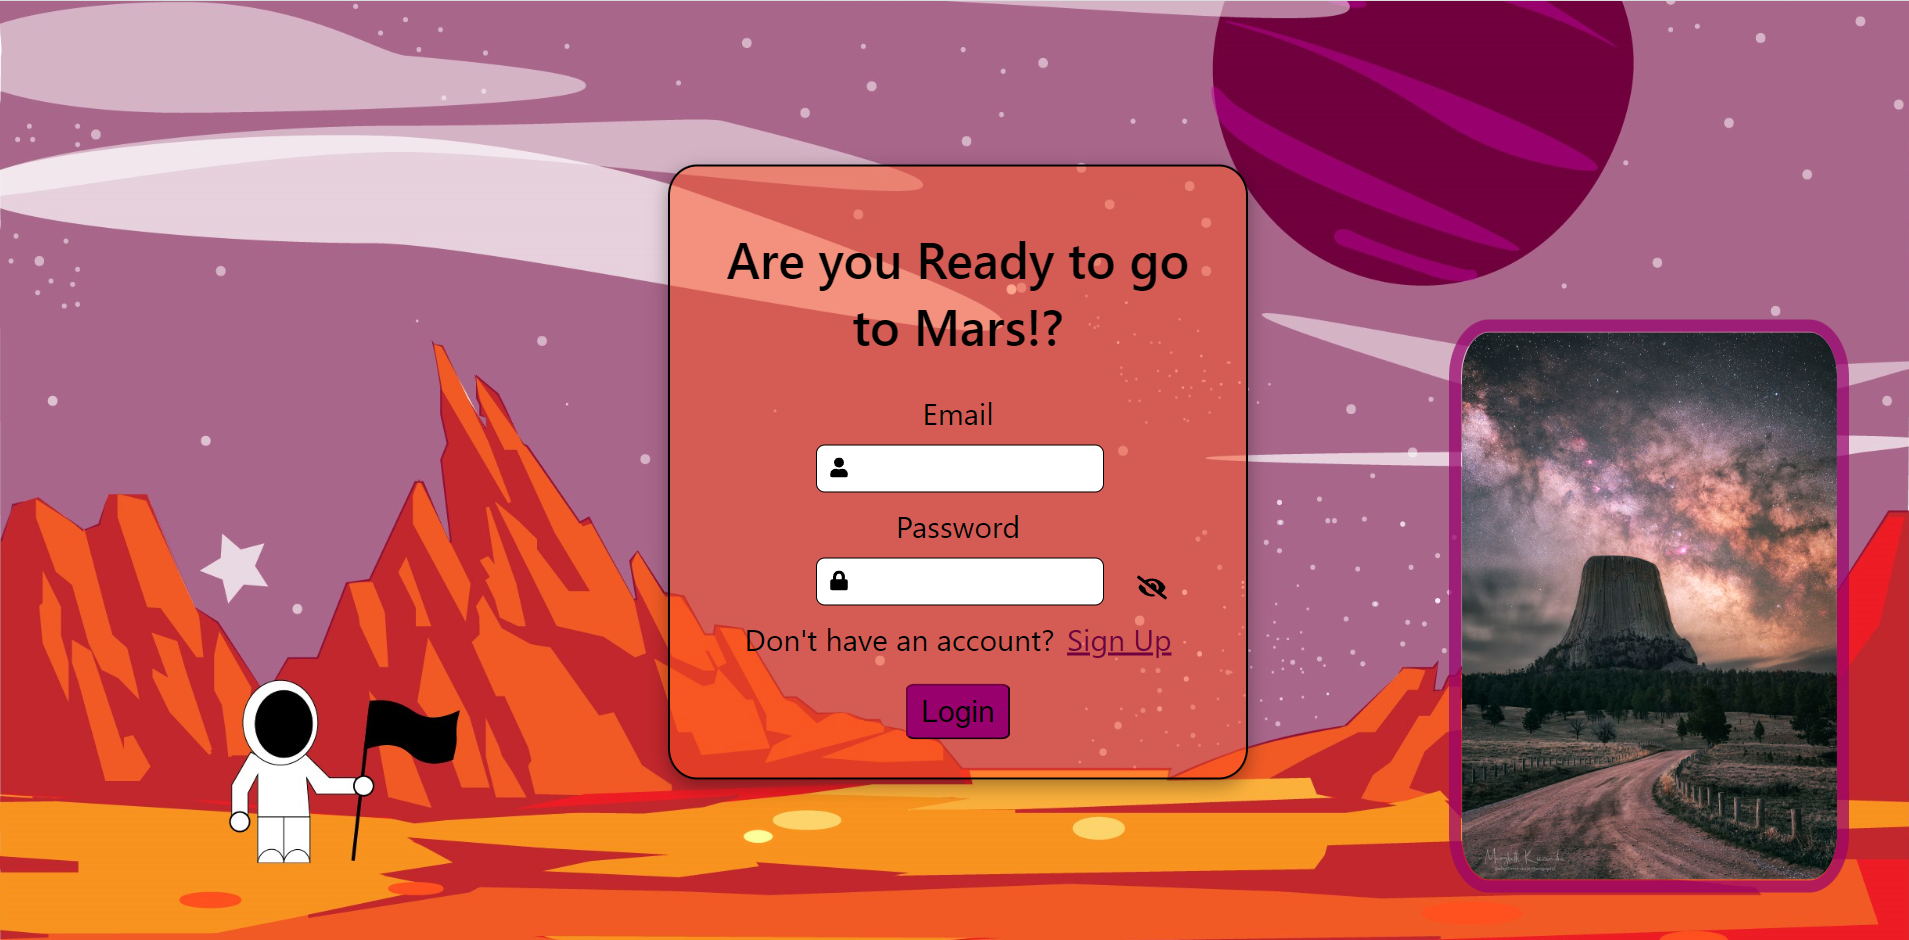 Are you Ready to go
to Mars!?
Email
Password
Don't have an account? Sign Up
Login